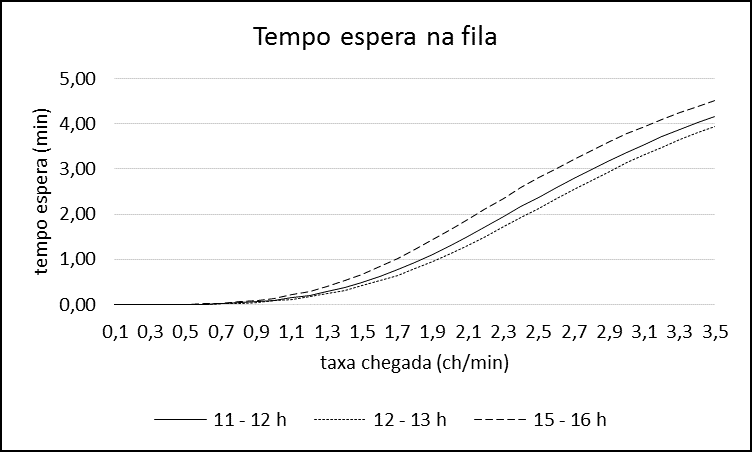 Tempo espera na fila
5,00
4,00
3,00
2,00
1,00
0,00
tempo espera (min)
0,1 0,3 0,5 0,7 0,9 1,1 1,3 1,5 1,7 1,9 2,1 2,3 2,5 2,7 2,9 3,1 3,3 3,5
taxa chegada (ch/min)
11 - 12 h 12 - 13 h 15 - 16 h